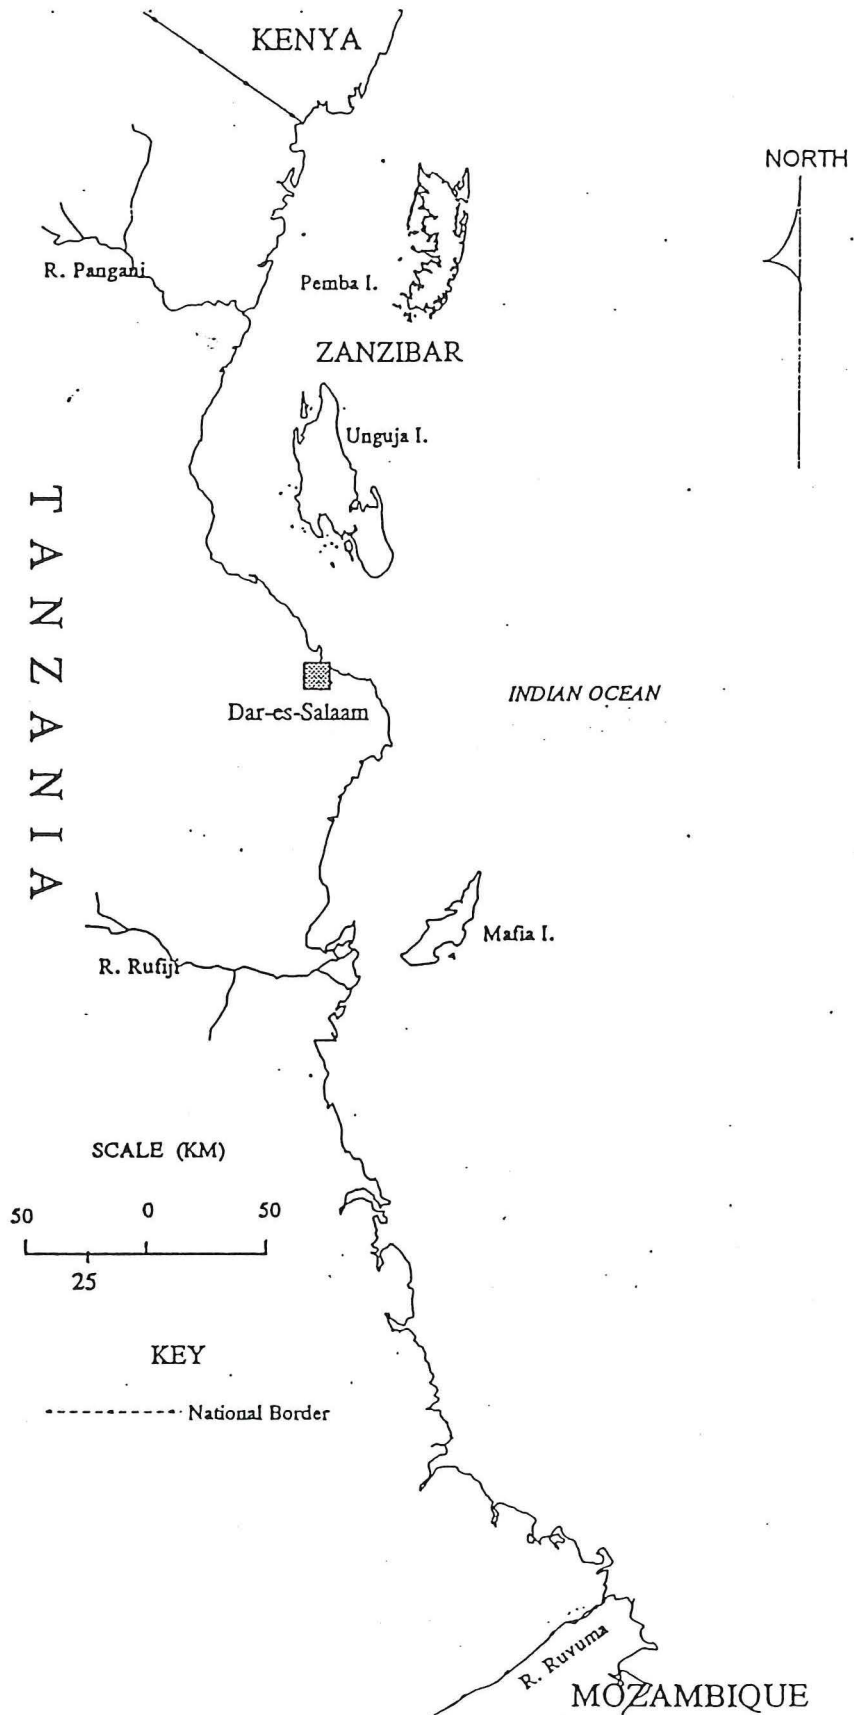 KENYA
NORTH
R. Pangani
Pemba I.
ZANZIBAR
Unguja I.
TANZANIA
INDIAN OCEAN
Dar-es-Salaam
Mafia I.
R. Rufiji
SCALE (KM)
50 0 50
25
KEY
National Border
R. Ruvuma
MOZAMBIQUE